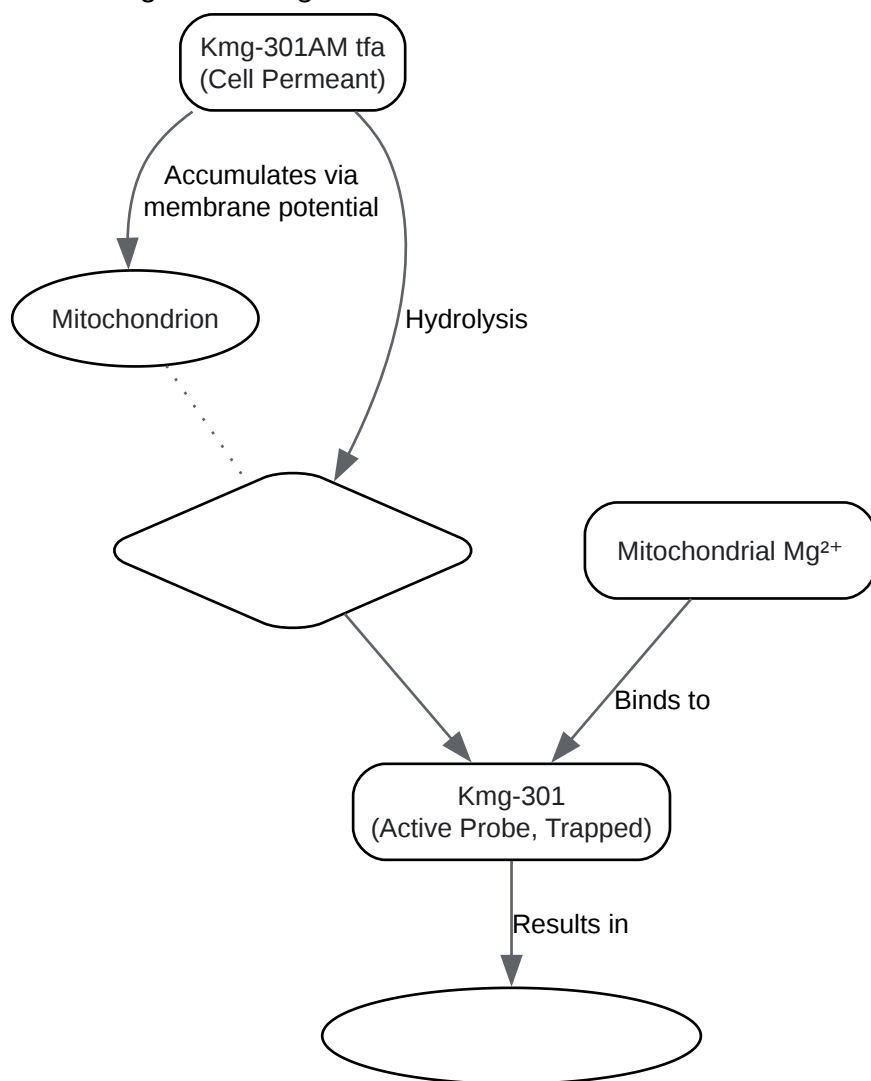 Kmg-301AM tfa
(Cell Permeant)
Accumulates via
membrane potential
Mitochondrion
Hydrolysis
Mitochondrial Mg²⁺
Binds to
Kmg-301
(Active Probe, Trapped)
Results in